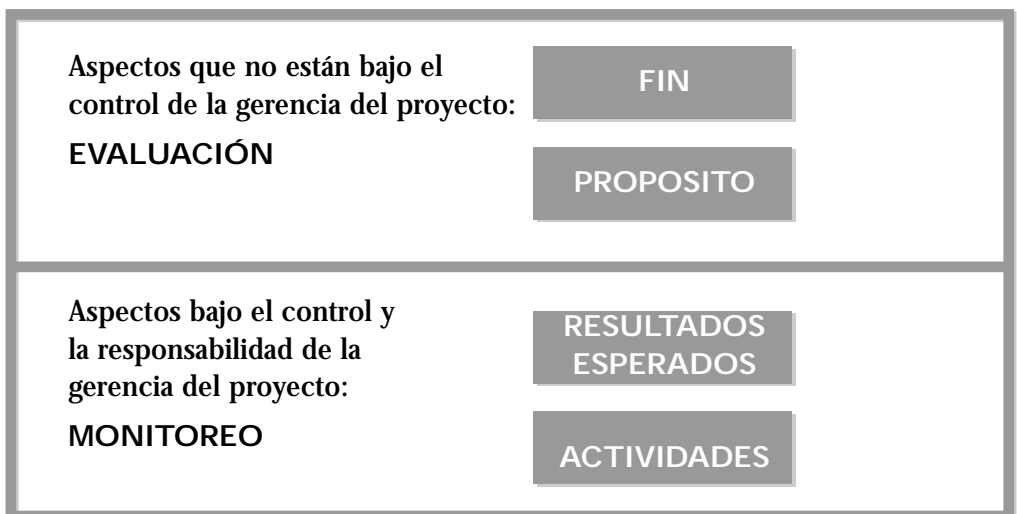 Aspectos que no están bajo el
control de la gerencia del proyecto:
EVALUACIÓN
FIN
PROPOSITO
Aspectos bajo el control y
la responsabilidad de la
gerencia del proyecto:
MONITOREO
RESULTADOS
ESPERADOS
ACTIVIDADES